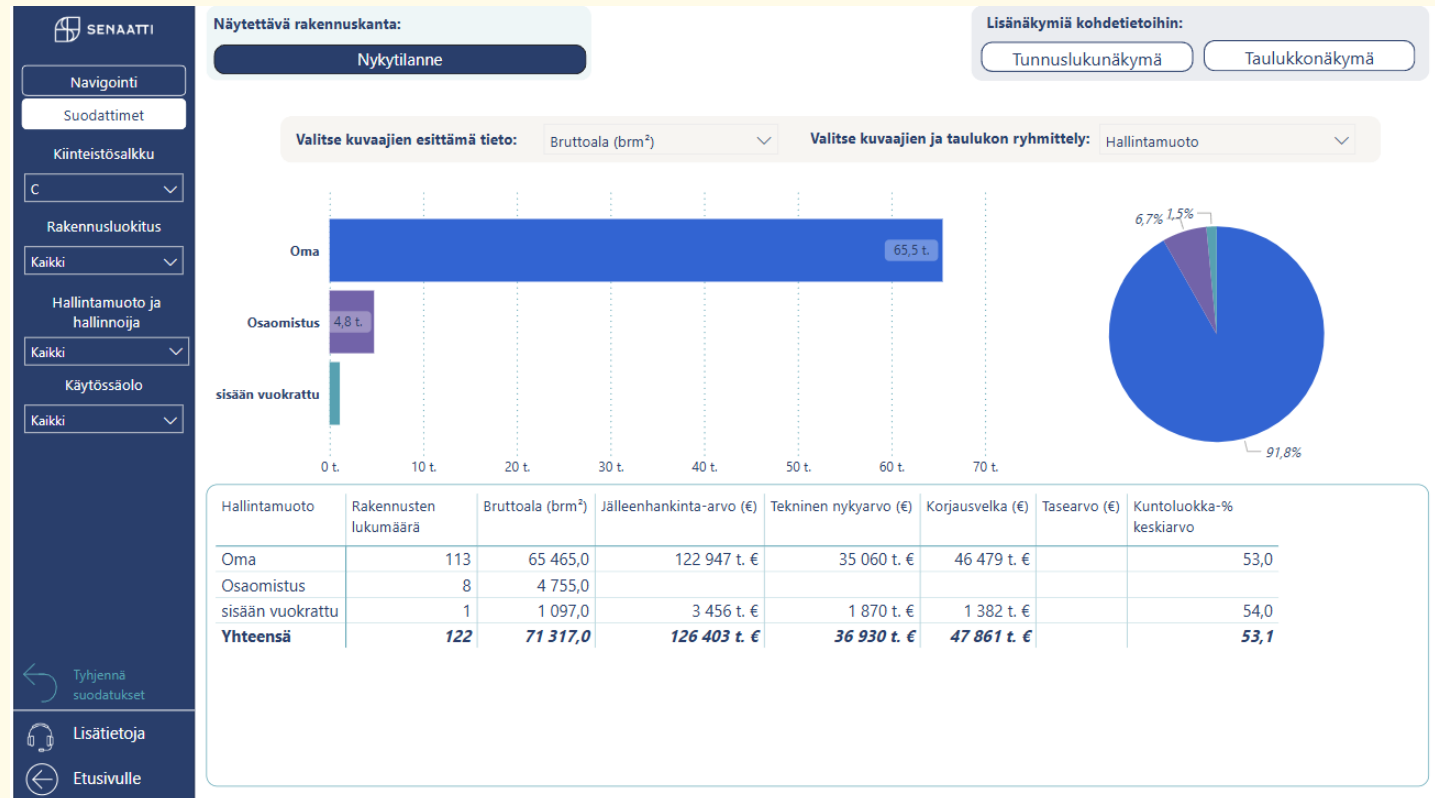 SENAATTI
Navigointi
Suodattimet
Kiinteistösalkku
C
Rakennusluokitus
Kaikki
Hallintamuoto ja
hallinnoija
Kaikki
Käytössäolo
Kaikki
Tyhjennä
suodatukset
Lisätietoja
Etusivulle
Näytettävä rakennuskanta:
Nykytilanne
Lisänäkymiä kohdetietoihin:
Tunnuslukunäkymä Taulukkonäkymä
Valitse kuvaajien esittämä tieto: Bruttoala (brm²) Valitse kuvaajien ja taulukon ryhmittely: Hallintamuoto
Oma 65,5 t.
Osaomistus 4,8 t.
sisään vuokrattu
0 t. 10 t. 20 t. 30 t. 40 t. 50 t. 60 t. 70 t.
6,7% 1,5%
91,8%
Hallintamuoto Rakennusten Bruttoala (brm²) Jälleenhankinta-arvo (€) Tekninen nykyarvo (€) Korjausvelka (€) Tasearvo (€) Kuntoluokka-%
lukumäärä keskiarvo
Oma 113 65 465,0 122 947 t. € 35 060 t. € 46 479 t. € 53,0
Osaomistus 8 4 755,0
sisään vuokrattu 1 1 097,0 3 456 t. € 1 870 t. € 1 382 t. € 54,0
Yhteensä 122 71 317,0 126 403 t. € 36 930 t. € 47 861 t. € 53,1